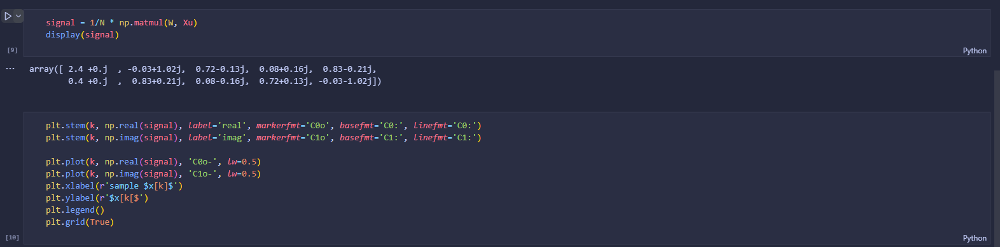 signal = 1/N * np.matmul(W, Xu)
display(signal)
[9]
Python
...
array([ 2.4 +0.j  , -0.03+1.02j,  0.72-0.13j,  0.08+0.16j,  0.83-0.21j,
        0.4 +0.j  ,  0.83+0.21j,  0.08-0.16j,  0.72+0.13j, -0.03-1.02j])
plt.stem(k, np.real(signal), label='real', markerfmt='C0o', basefmt='C0:', linefmt='C0:')
plt.stem(k, np.imag(signal), label='imag', markerfmt='C1o', basefmt='C1:', linefmt='C1:')
plt.plot(k, np.real(signal), 'C0o-', lw=0.5)
plt.plot(k, np.imag(signal), 'C1o-', lw=0.5)
plt.xlabel(r'sample $x[k]$')
plt.ylabel(r'$x[k[$')
plt.legend()
plt.grid(True)
[10]
Python